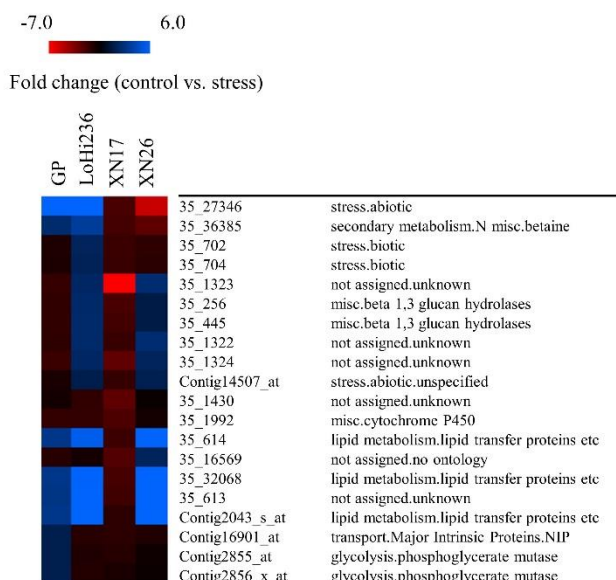 -7.0 6.0
Fold change (control vs. stress)
GP LoHi236 XN17 XN26
35_27346 stress.abiotic
35_36385 secondary metabolism.N misc.betaine
35_702 stress.biotic
35_704 stress.biotic
35_1323 not assigned.unknown
35_256 misc.beta 1,3 glucan hydrolases
35_445 misc.beta 1,3 glucan hydrolases
35_1322 not assigned.unknown
35_1324 not assigned.unknown
Contig14507_at stress.abiotic.unspecified
35_1430 not assigned.unknown
35_1992 misc.cytochrome P450
35_614 lipid metabolism.lipid transfer proteins etc
35_16569 not assigned.no ontology
35_32068 lipid metabolism.lipid transfer proteins etc
35_613 not assigned.unknown
Contig2043_s_at lipid metabolism.lipid transfer proteins etc
Contig16901_at transport.Major Intrinsic Proteins.NIP
Contig2855_at glycolysis.phosphoglycerate mutase
Contig2856_x_at glycolysis.phosphoglycerate mutase